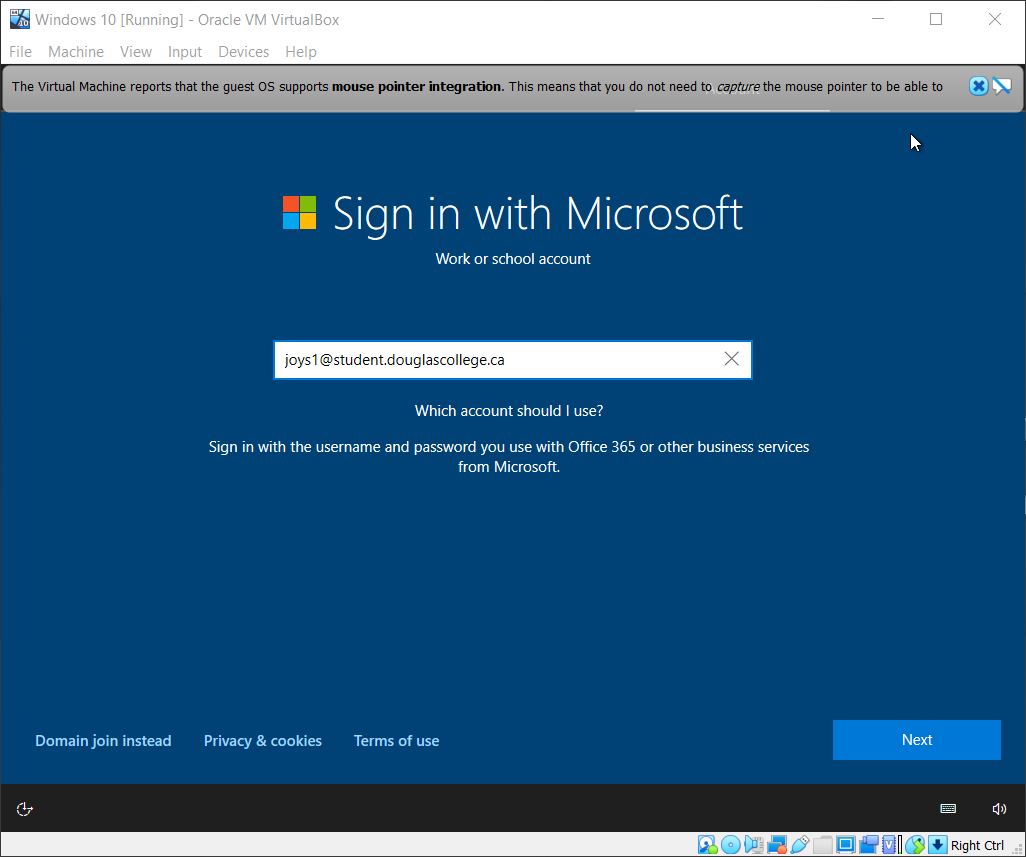 Windows 10 [Running] - Oracle VM VirtualBox
File Machine View Input Devices Help
The Virtual Machine reports that the guest OS supports mouse pointer integration. This means that you do not need to capture the mouse pointer to be able to
Sign in with Microsoft
Work or school account
joys1@student.douglascollege.ca
Which account should I use?
Sign in with the username and password you use with Office 365 or other business services
from Microsoft.
Domain join instead Privacy & cookies Terms of use Next
Right Ctrl